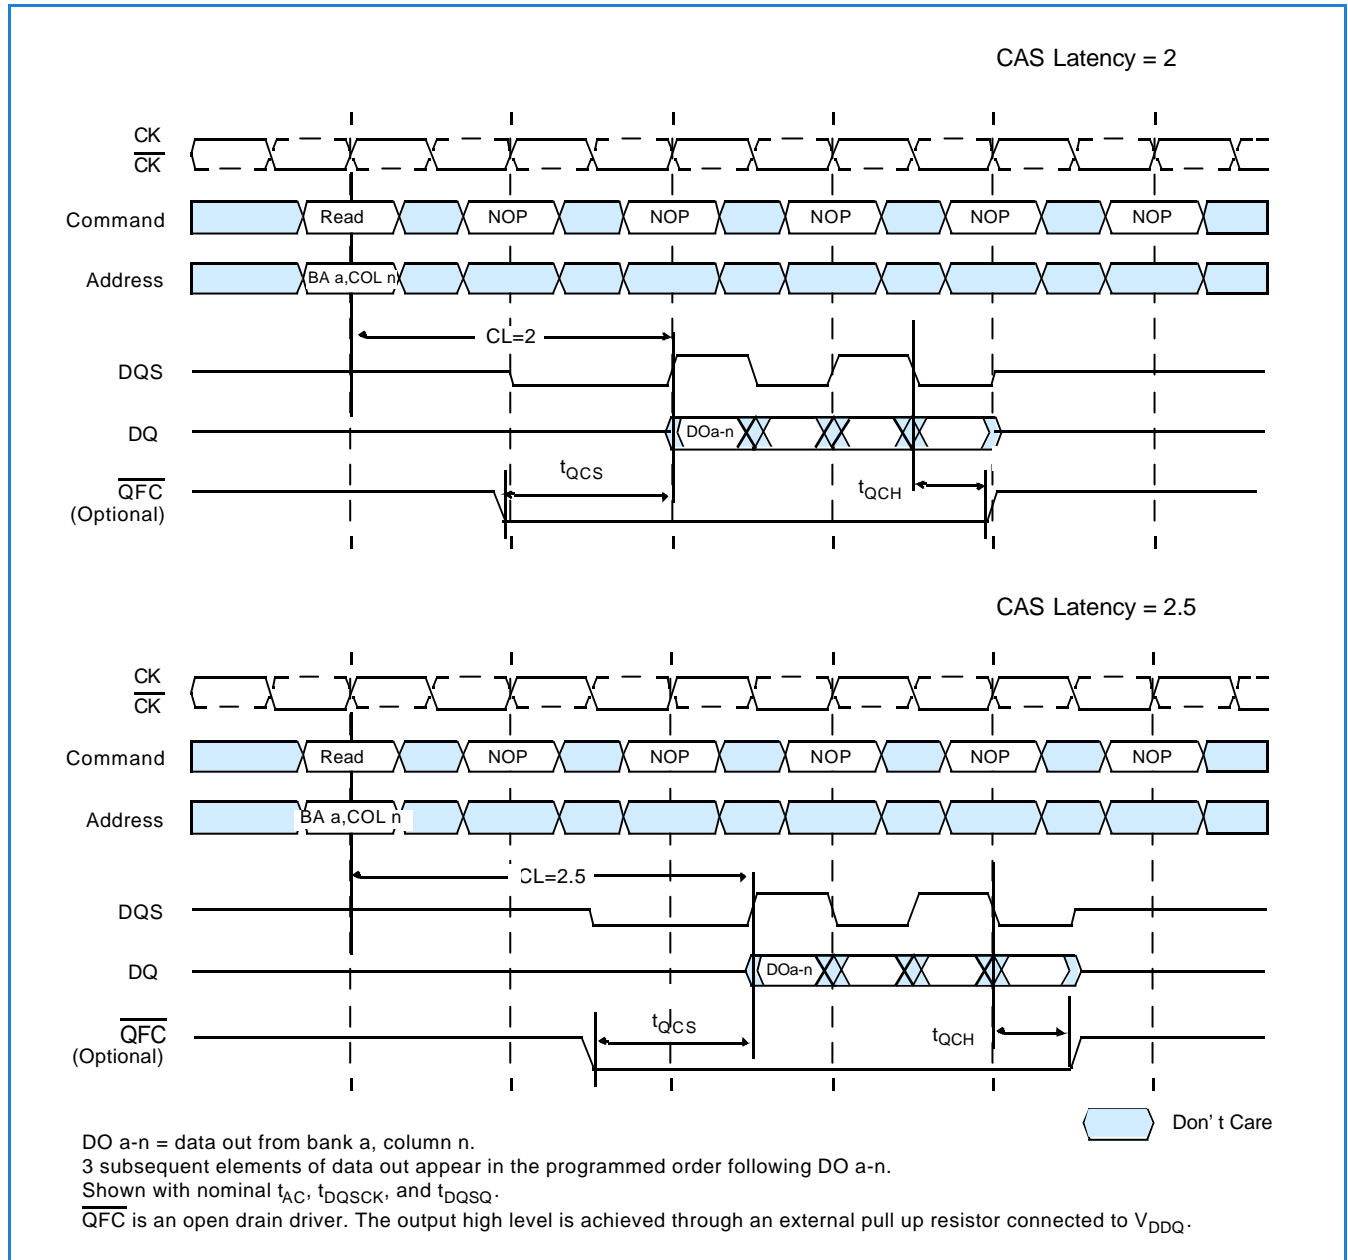 CAS Latency = 2
CK
CK
Command Read NOP NOP NOP NOP NOP
Address BA a,COL n
CL=2
DQS
DQ DOa-n
tQCS tQCH
QFC
(Optional)
CAS Latency = 2.5
CK
CK
Command Read NOP NOP NOP NOP NOP
Address BA a,COL n
CL=2.5
DQS
DQ DOa-n
tQCS tQCH
QFC
(Optional)
Don' t Care
DO a-n = data out from bank a, column n.
3 subsequent elements of data out appear in the programmed order following DO a-n.
Shown with nominal tAC, tDQSCK, and tDQSQ.
QFC is an open drain driver. The output high level is achieved through an external pull up resistor connected to VDDQ.